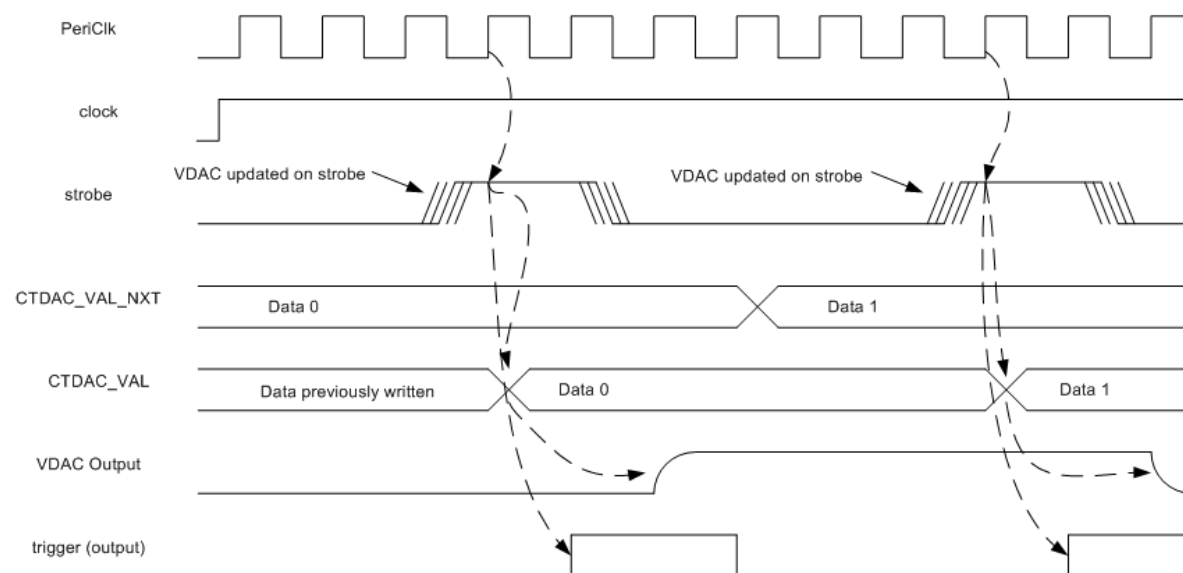 PeriClk
clock
VDAC updated on strobe
VDAC updated on strobe
strobe
CTDAC_VAL_NXT
Data 0
Data 1
CTDAC_VAL
Data previously written
Data 0
Data 1
VDAC Output
trigger (output)